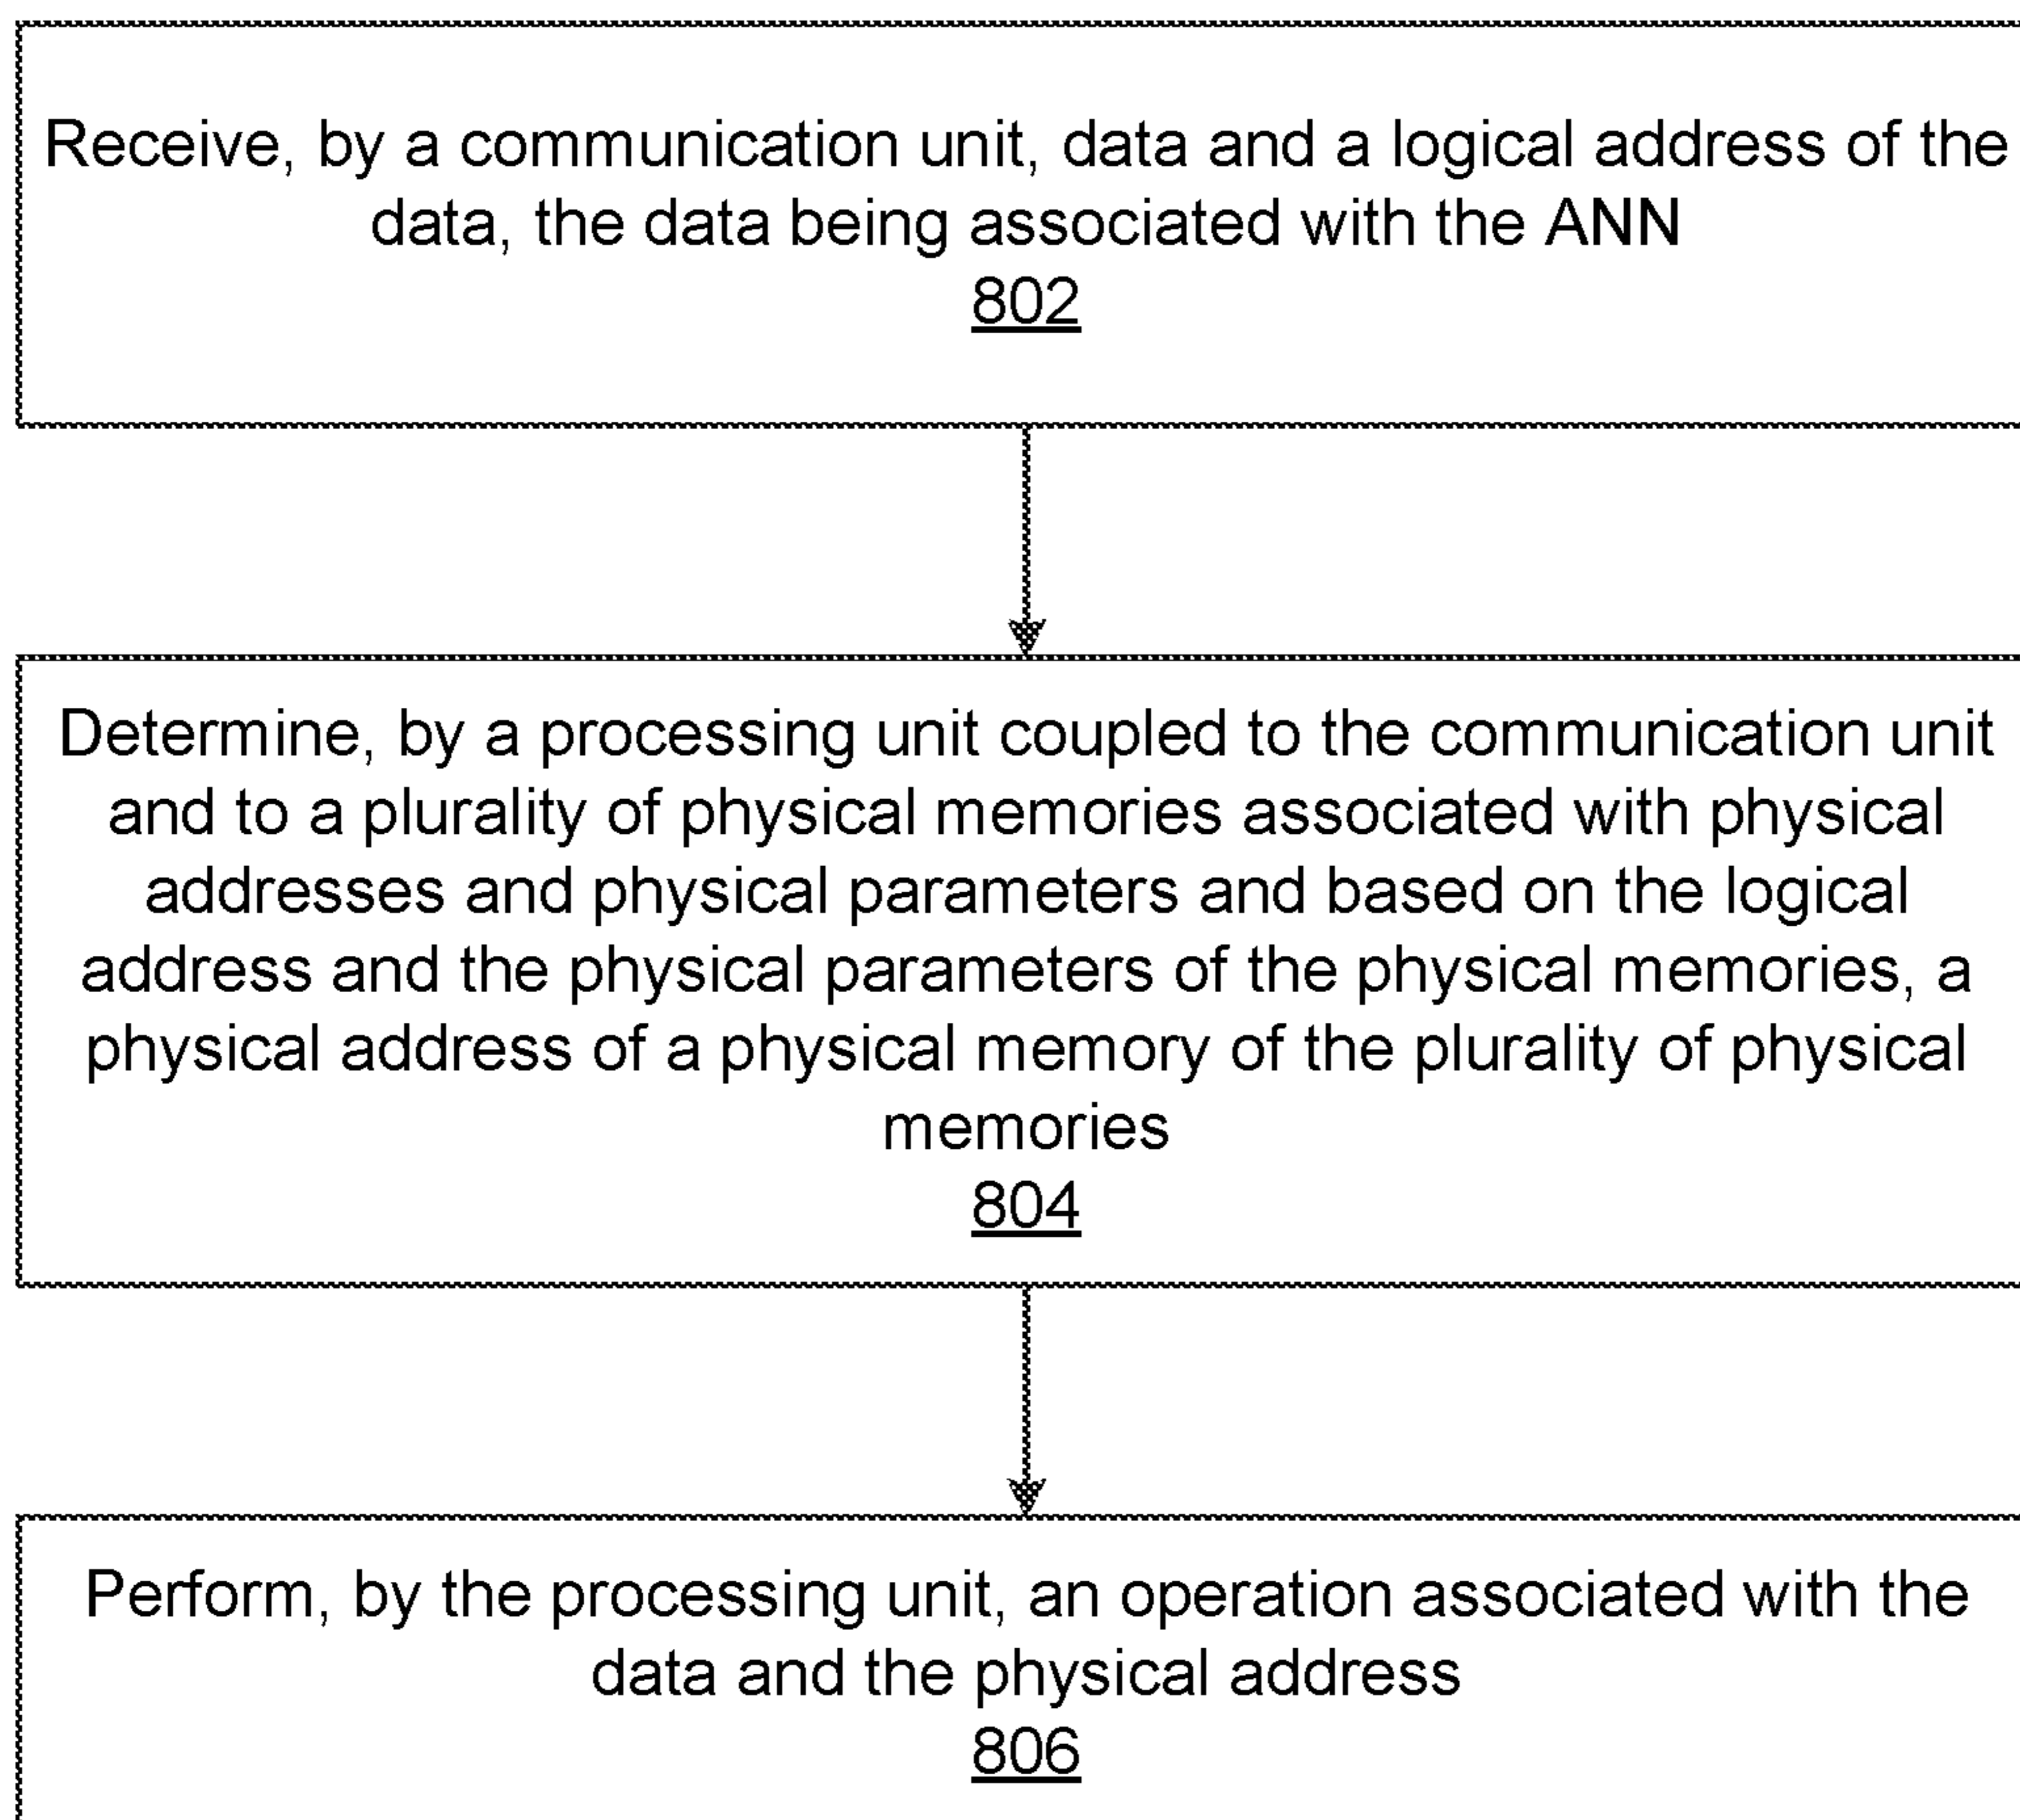 Receive, by a communication unit, data and a logical address of the
data, the data being associated with the ANN
802
Determine, by a processing unit coupled to the communication unit
and to a plurality of physical memories associated with physical
addresses and physical parameters and based on the logical
address and the physical parameters of the physical memories, a
physical address of a physical memory of the plurality of physical
memories
804
Perform, by the processing unit, an operation associated with the
data and the physical address
806